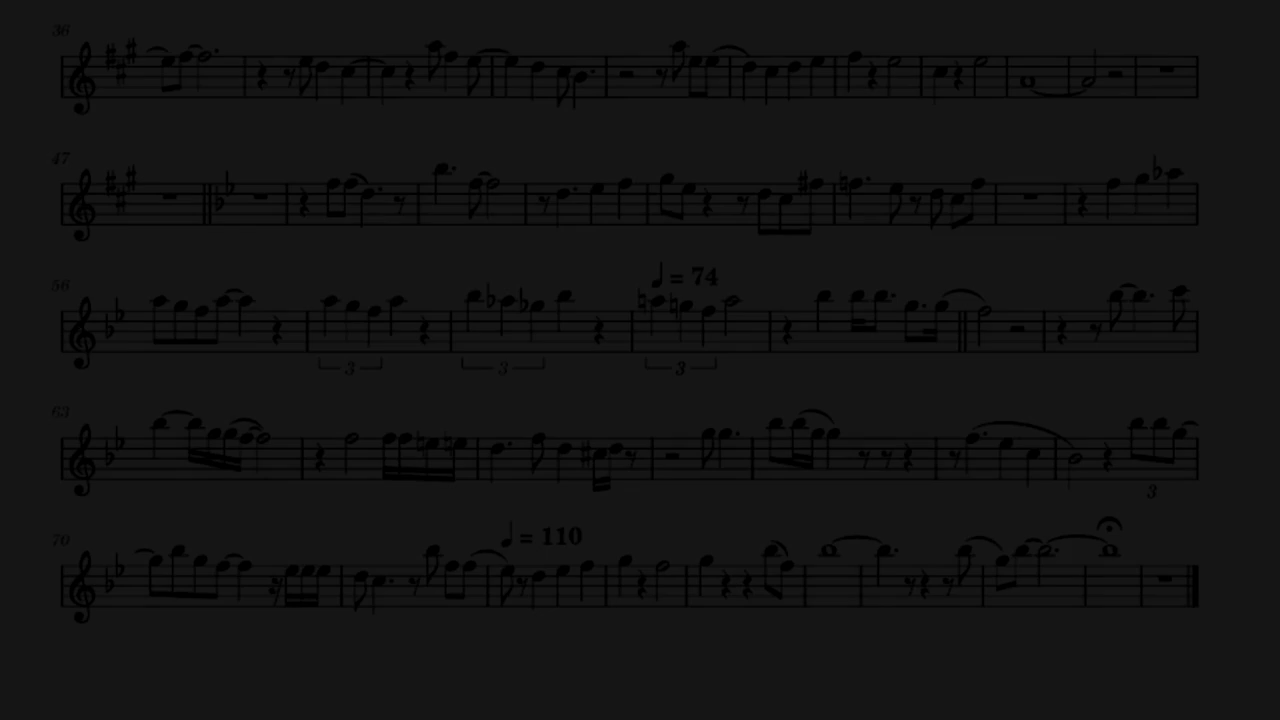 36
47
♩ = 74
56
3 3 3
63
3
♩ = 110
70